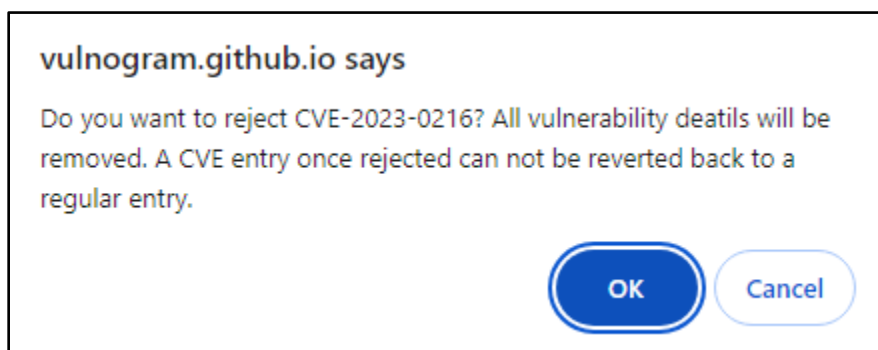 vulnogram.github.io says
Do you want to reject CVE-2023-0216? All vulnerability deatils will be
removed. A CVE entry once rejected can not be reverted back to a
regular entry.
OK
Cancel